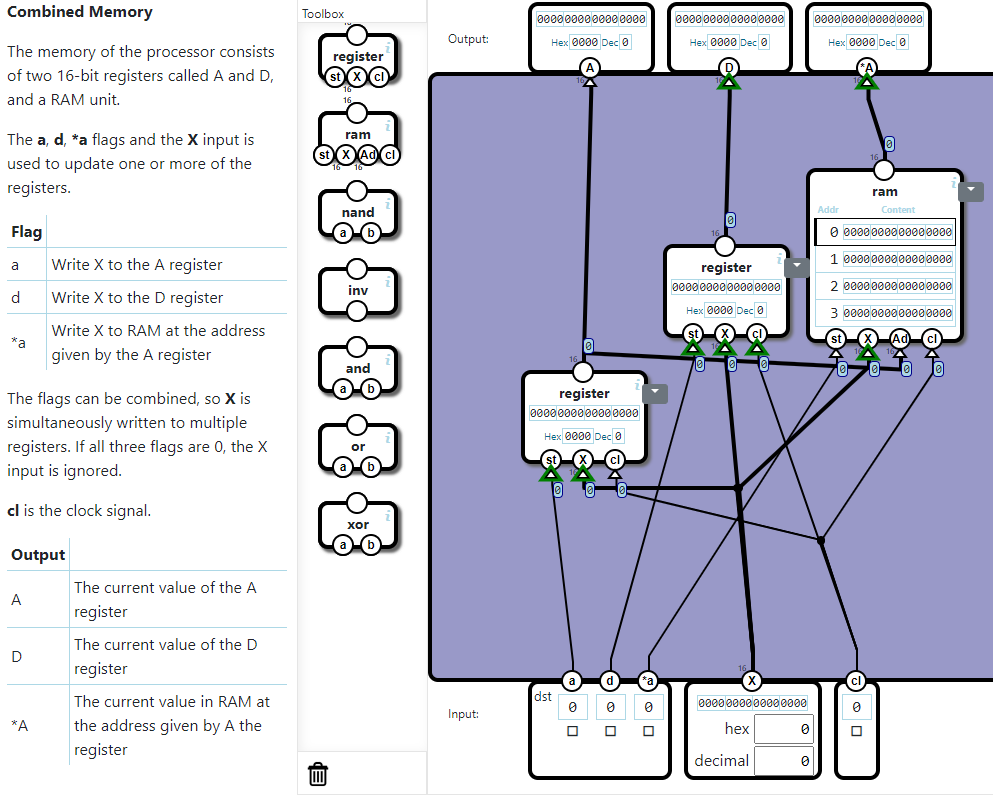 Combined Memory
The memory of the processor consists
of two 16-bit registers called A and D,
and a RAM unit.
The a, d, *a flags and the X input is
used to update one or more of the
registers.
Flag
a Write X to the A register
d Write X to the D register
*a Write X to RAM at the address
given by the A register
The flags can be combined, so X is
simultaneously written to multiple
registers. If all three flags are 0, the X
input is ignored.
cl is the clock signal.
Output
A The current value of the A
register
D The current value of the D
register
*A The current value in RAM at
the address given by A the
register
Toolbox
16
register
i
st X cl
16
16
ram
i
st X Ad cl
16 16
nand
i
a b
inv
i
and
i
a b
or
i
a b
xor
i
a b
Output:
0000000000000000
Hex 0000 Dec 0
A
16
0000000000000000
Hex 0000 Dec 0
D
16
0000000000000000
Hex 0000 Dec 0
*A
16
0
16
ram
i
Addr Content
0 0000000000000000
1 0000000000000000
2 0000000000000000
3 0000000000000000
st X Ad cl
0 0 0 0
0
16
register
i
0000000000000000
Hex 0000 Dec 0
st X cl
0 0 0
0
16
register
i
0000000000000000
Hex 0000 Dec 0
st X cl
0 0 0
Input:
dst
a d *a
0 0 0
16
X
0000000000000000
hex 0
decimal 0
cl
0